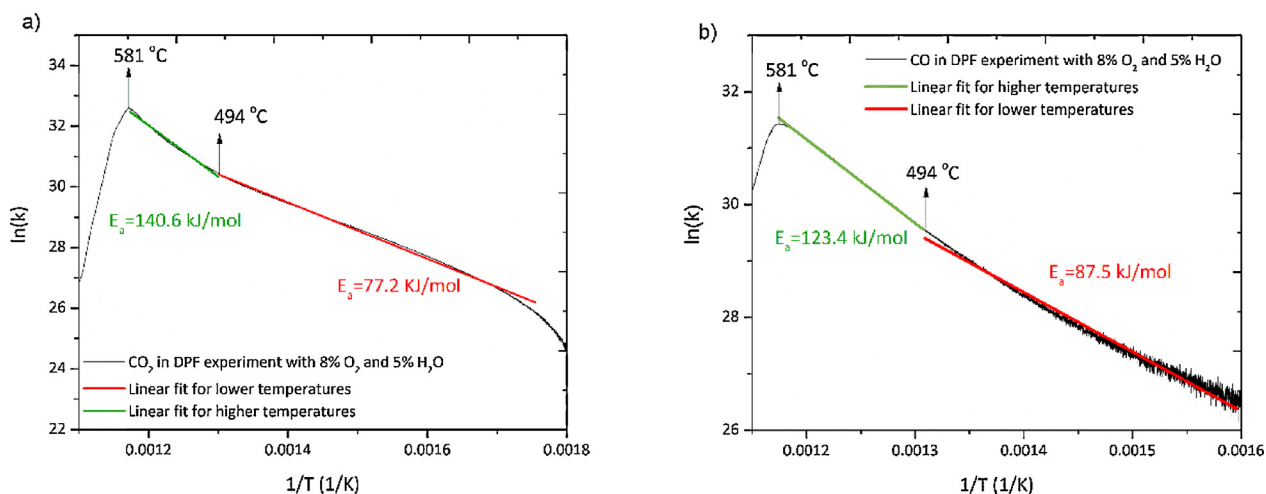 a)
35
34
32
30
28
26
24
22
ln(k)
581 °C
494 °C
Ea=140.6 kJ/mol
Ea=77.2 KJ/mol
CO2 in DPF experiment with 8% O2 and 5% H2O
Linear fit for lower temperatures
Linear fit for higher temperatures
0.0012 0.0014 0.0016 0.0018
1/T (1/K)
b)
32
30
28
26
ln(k)
581 °C
494 °C
CO in DPF experiment with 8% O2 and 5% H2O
Linear fit for higher temperatures
Linear fit for lower temperatures
Ea=123.4 kJ/mol
Ea=87.5 kJ/mol
0.0012 0.0013 0.0014 0.0015 0.0016
1/T (1/K)